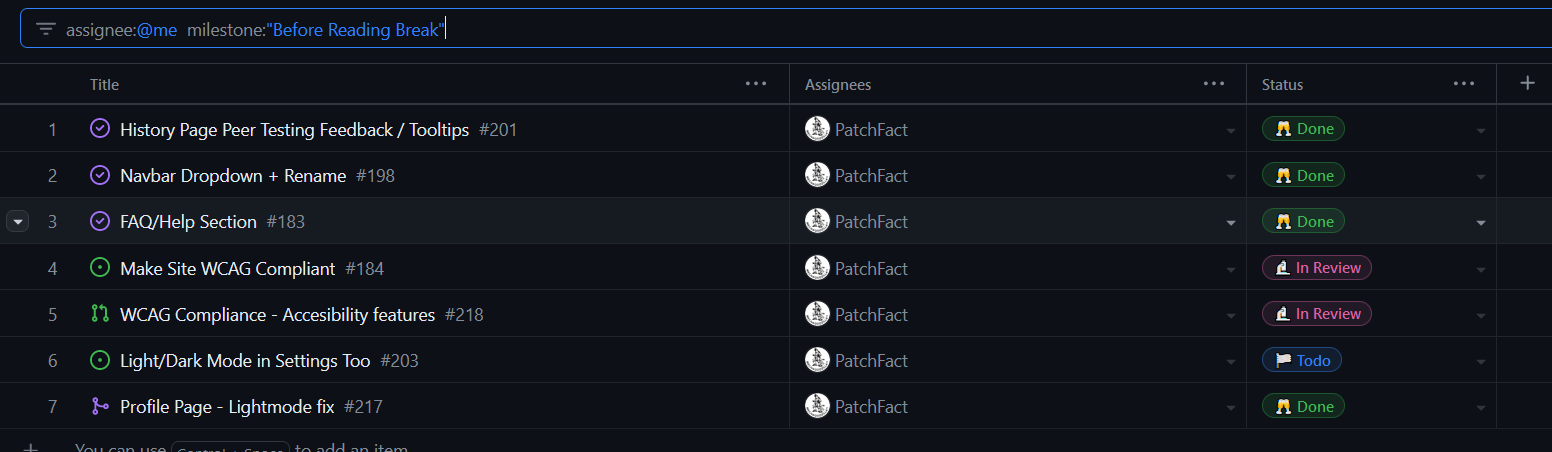 assignee:@me milestone:"Before Reading Break"
Title Assignees Status
1 History Page Peer Testing Feedback / Tooltips #201 PatchFact Done
2 Navbar Dropdown + Rename #198 PatchFact Done
3 FAQ/Help Section #183 PatchFact Done
4 Make Site WCAG Compliant #184 PatchFact In Review
5 WCAG Compliance - Accesibility features #218 PatchFact In Review
6 Light/Dark Mode in Settings Too #203 PatchFact Todo
7 Profile Page - Lightmode fix #217 PatchFact Done
You can use Control + Space to add an item